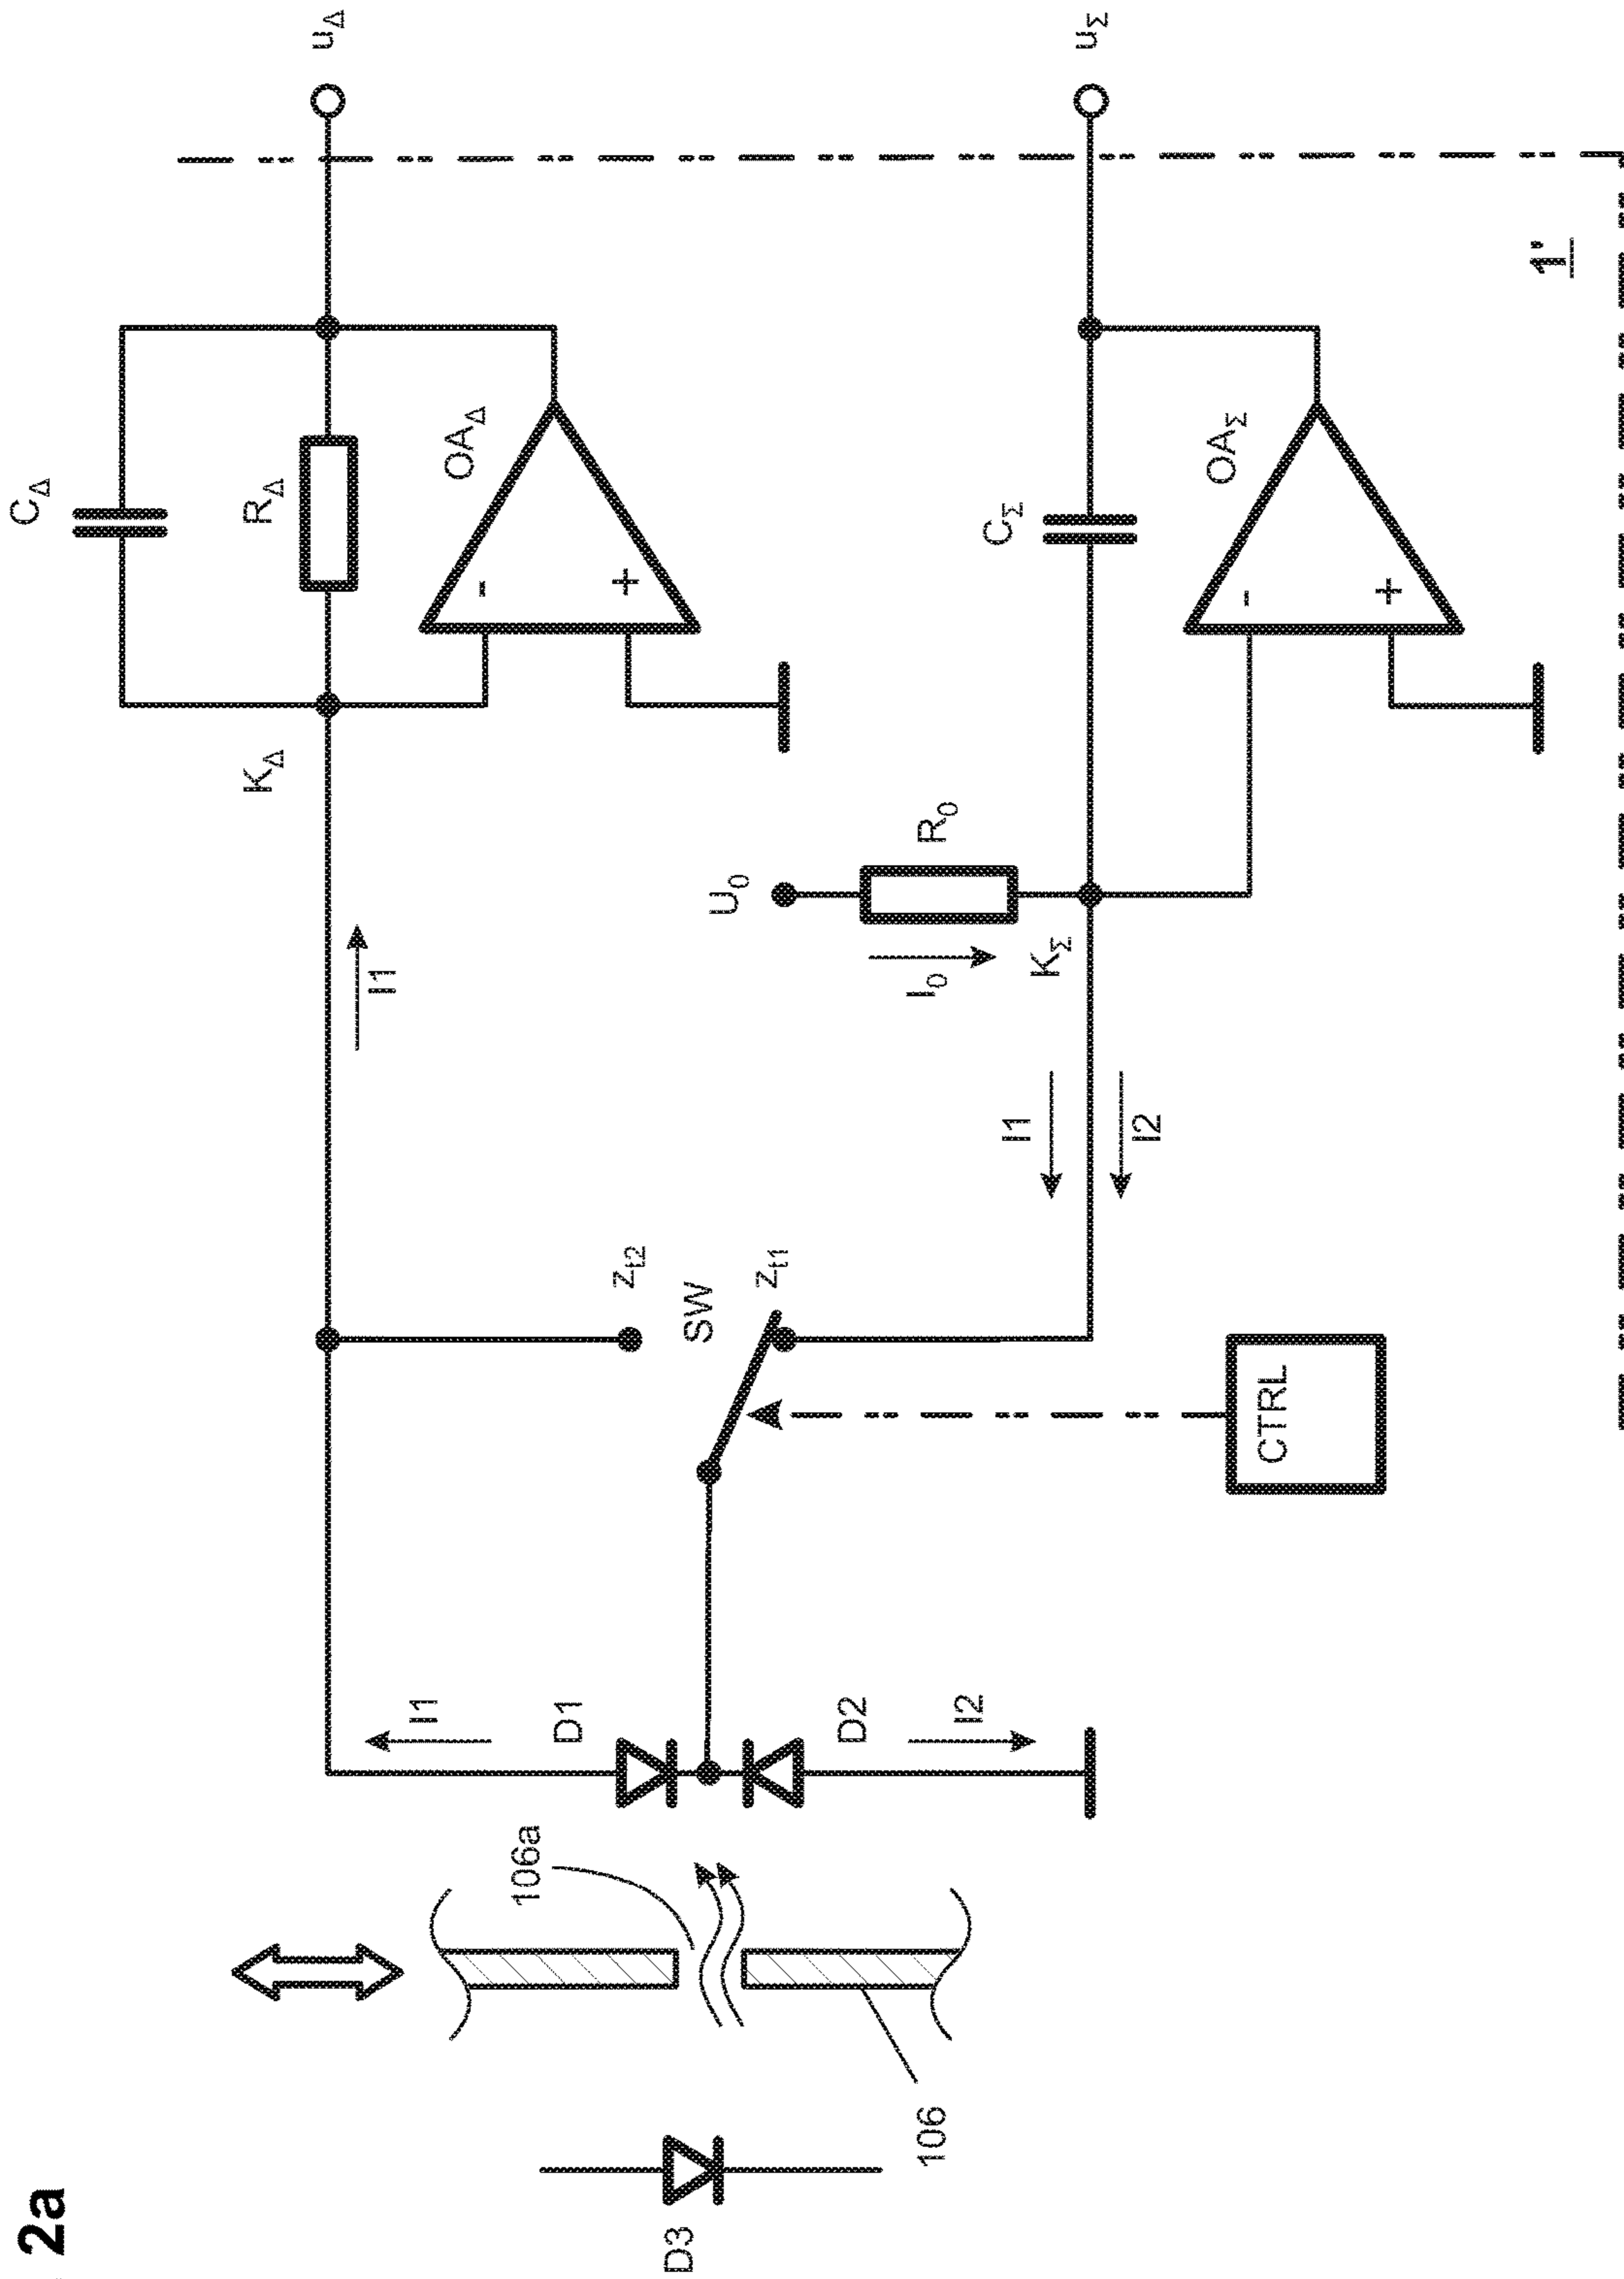 2a
C_Δ
R_Δ
u_Δ
K_Δ
OA_Δ
-
+
I1
I1
D1
106a
z_t2
SW
z_t1
D3
D2
I2
U_0
R_0
I_0
K_Σ
C_Σ
u_Σ
I1
I2
106
OA_Σ
-
+
CTRL
1'